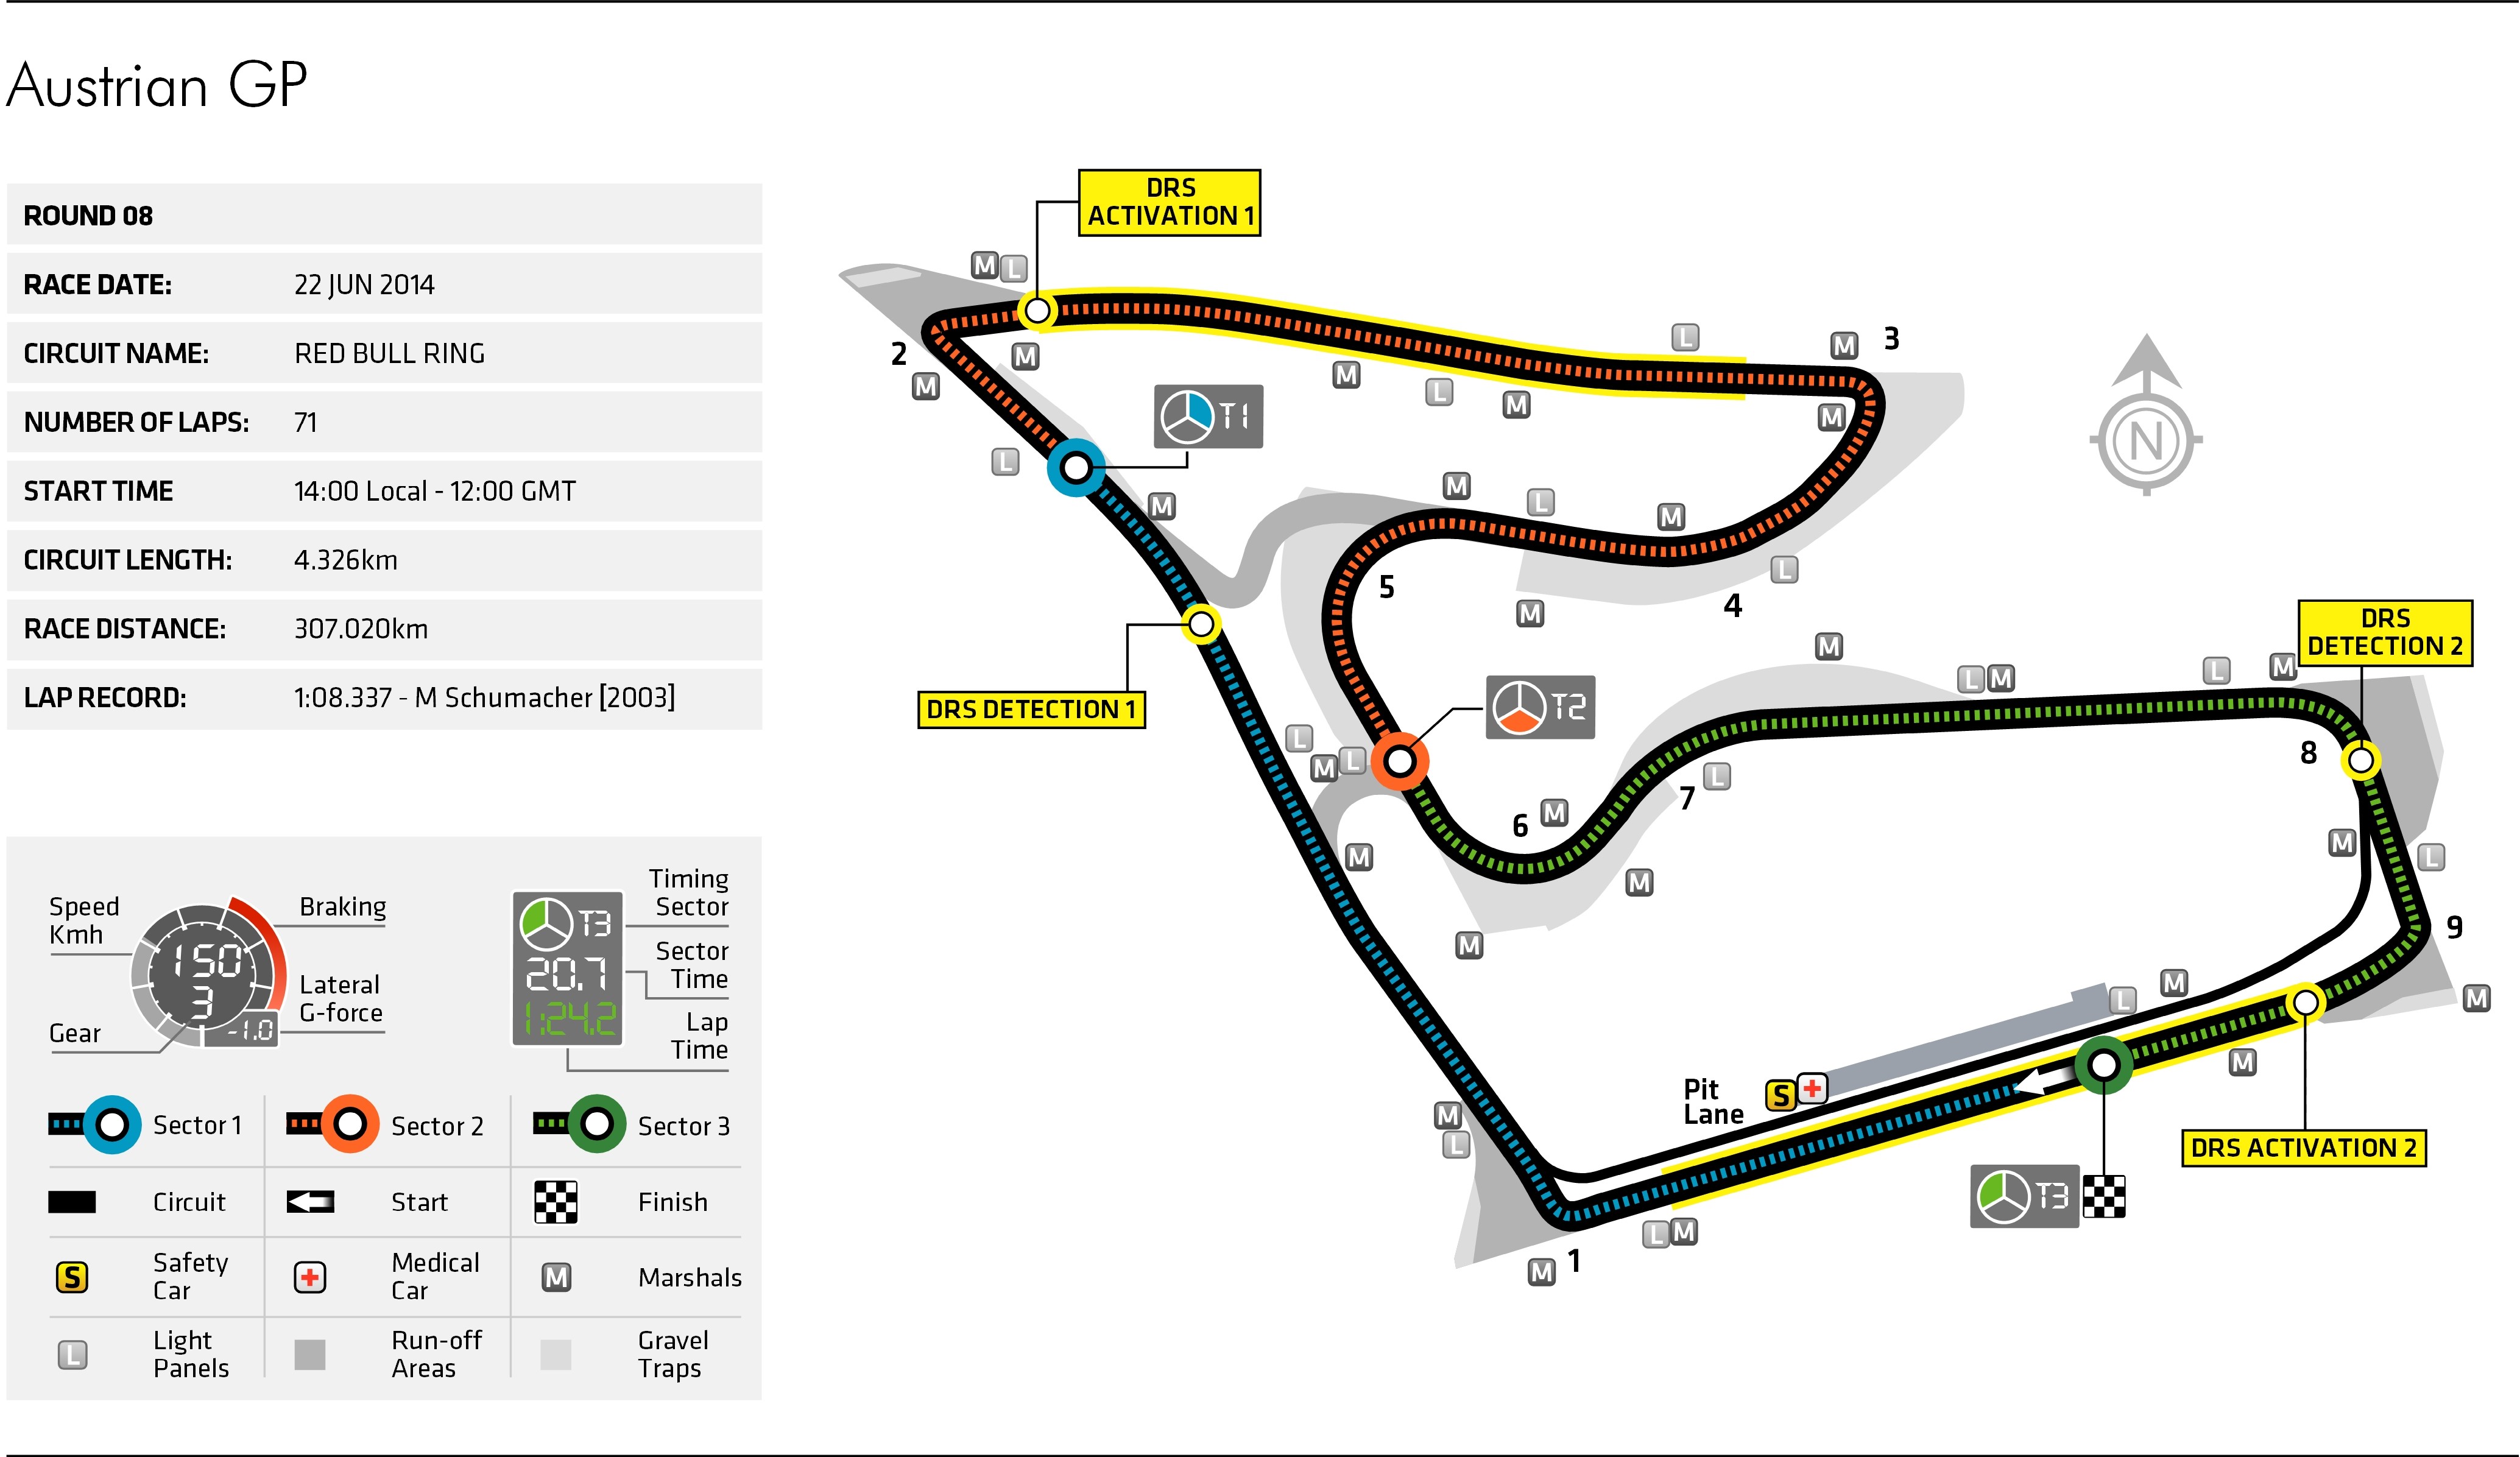 Austrian GP
ROUND 08
RACE DATE: 22 JUN 2014
CIRCUIT NAME: RED BULL RING
NUMBER OF LAPS: 71
START TIME 14:00 Local - 12:00 GMT
CIRCUIT LENGTH: 4.326km
RACE DISTANCE: 307.020km
LAP RECORD: 1:08.337 - M Schumacher [2003]
Speed
Kmh
Braking
150
3
Lateral
G-force
-1.0
Gear
T3
20.7
1:24.2
Timing
Sector
Sector
Time
Lap
Time
Sector 1
Sector 2
Sector 3
Circuit
Start
Finish
S
Safety
Car
Medical
Car
M
Marshals
L
Light
Panels
Run-off
Areas
Gravel
Traps
DRS
ACTIVATION 1
M L
2
M
M
L
T1
M
M
L
M
L
M
3
M
N
M
L
M
L
4
M
5
DRS DETECTION 1
T2
L
M L
M
6
M
7
L
M
M
M
L M
L
M
DRS
DETECTION 2
8
M
L
9
M
M
L
M
Pit
Lane
S
DRS ACTIVATION 2
T3
M
L
L M
M
1